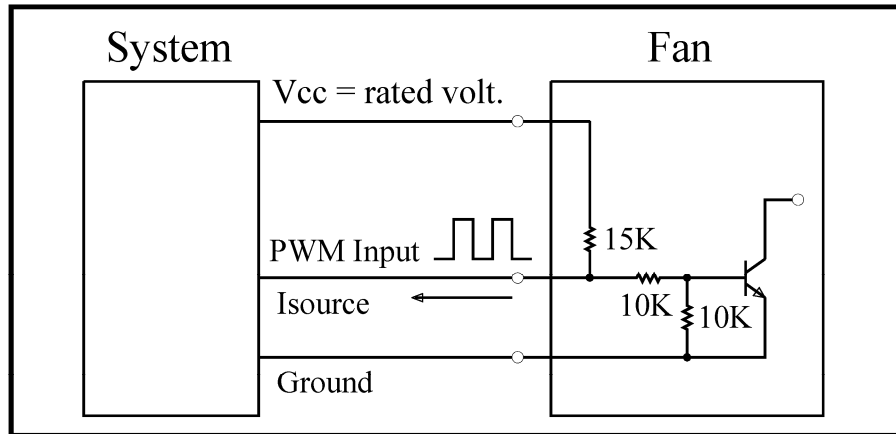 System
Fan
Vcc = rated volt.
15K
PWM Input
Isource
10K
10K
Ground